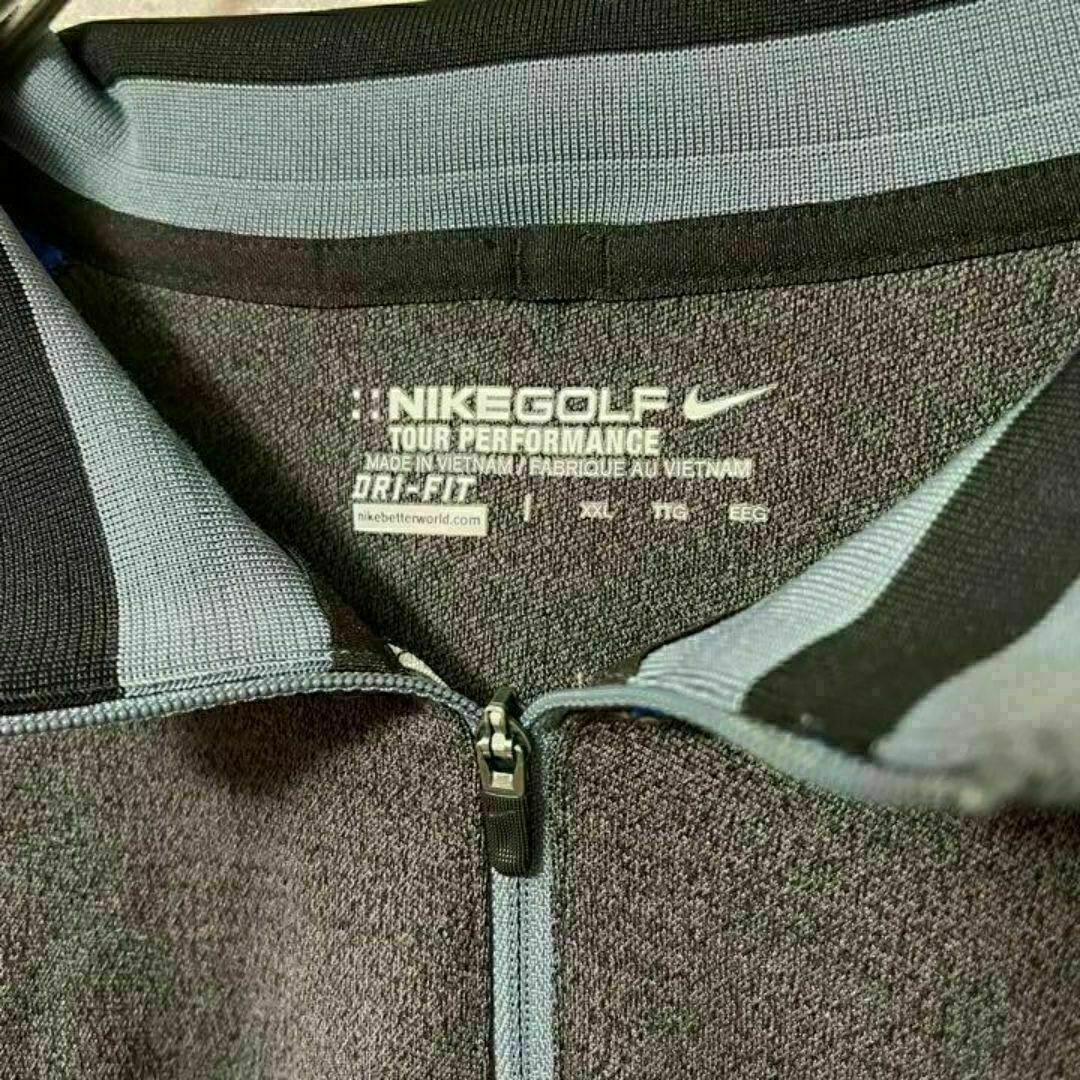 NIKEGOLF
TOUR PERFORMANCE
MADE IN VIETNAM / FABRIQUE AU VIETNAM
DRI-FIT
nikebetterworld.com | XXL TTG EEG